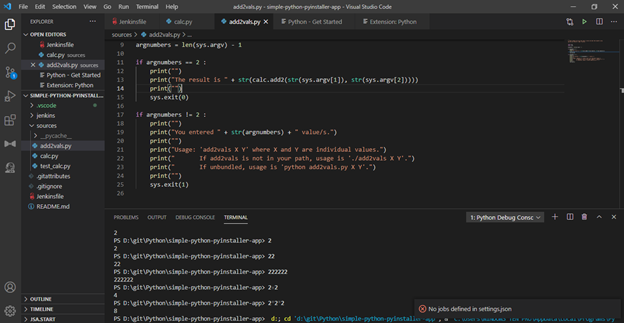 File Edit Selection View Go Run Terminal Help
add2vals.py - simple-python-pyinstaller-app - Visual Studio Code
EXPLORER
OPEN EDITORS
Jenkinsfile
calc.py sources
add2vals.py sources
Python - Get Started
Extension: Python
SIMPLE-PYTHON-PYINSTALLER-...
.vscode
jenkins
sources
__pycache__
add2vals.py
calc.py
test_calc.py
.gitattributes
.gitignore
Jenkinsfile
README.md
OUTLINE
TIMELINE
JSA.START
Jenkinsfile calc.py add2vals.py Python - Get Started Extension: Python
sources > add2vals.py > ...
9 argnumbers = len(sys.argv) - 1
10
11 if argnumbers == 2 :
12 print("")
13 print("The result is " + str(calc.add2(str(sys.argv[1]), str(sys.argv[2]))))
14 print("")
15 sys.exit(0)
16
17 if argnumbers != 2 :
18 print("")
19 print("You entered " + str(argnumbers) + " value/s.")
20 print("")
21 print("Usage: 'add2vals X Y' where X and Y are individual values.")
22 print(" If add2vals is not in your path, usage is './add2vals X Y'.")
23 print(" If unbundled, usage is 'python add2vals.py X Y'.")
24 print("")
25 sys.exit(1)
26
PROBLEMS OUTPUT DEBUG CONSOLE TERMINAL
1: Python Debug Consc
2
PS D:\git\Python\simple-python-pyinstaller-app> 2
2
PS D:\git\Python\simple-python-pyinstaller-app> 22
22
PS D:\git\Python\simple-python-pyinstaller-app> 222222
222222
PS D:\git\Python\simple-python-pyinstaller-app>
4
PS D:\git\Python\simple-python-pyinstaller-app>
8
PS D:\git\Python\simple-python-pyinstaller-app> d:; cd 'd:\git\Python\simple-python-pyinstaller-app';
No jobs defined in settings.json